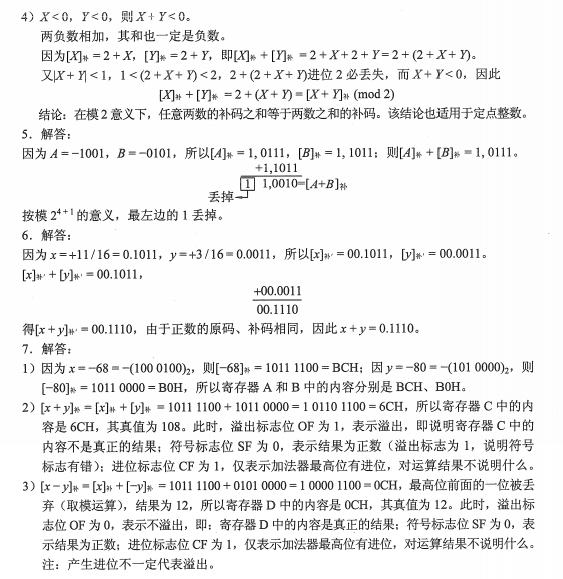 4）X＜0，Y＜0，则 X＋Y＜0。
两负数相加，其和也一定是负数。
因为[X]补＝2＋X，[Y]补＝2＋Y，即[X]补＋[Y]补＝2＋X＋2＋Y＝2＋(2＋X＋Y)。
又|X＋Y|＜1，1＜(2＋X＋Y)＜2，2＋(2＋X＋Y)进位 2 必丢失，而 X＋Y＜0，因此
[X]补＋[Y]补＝2＋(X＋Y)＝[X＋Y]补 (mod 2)
结论：在模 2 意义下，任意两数的补码之和等于两数之和的补码。该结论也适用于定点整数。
5．解答：
因为 A＝−1001，B＝−0101，所以[A]补＝1, 0111，[B]补＝1, 1011；则[A]补＋[B]补＝1, 0111。
+1,1011
1 1,0010=[A+B]补
丢掉
按模 2⁴⁺¹ 的意义，最左边的 1 丢掉。
6．解答：
因为 x＝+11 / 16＝0.1011，y＝+3 / 16＝0.0011，所以[x]补′＝00.1011，[y]补′＝00.0011。
[x]补′＋[y]补′＝00.1011，
+00.0011
00.1110
得[x＋y]补′＝00.1110，由于正数的原码、补码相同，因此 x＋y＝0.1110。
7．解答：
1）因为 x＝−68＝−(100 0100)₂，则[−68]补＝1011 1100＝BCH；因 y＝−80＝−(101 0000)₂，则
[−80]补＝1011 0000＝B0H，所以寄存器 A 和 B 中的内容分别是 BCH、B0H。
2）[x＋y]补＝[x]补＋[y]补＝1011 1100＋1011 0000＝1 0110 1100＝6CH，所以寄存器 C 中的内
容是 6CH，其真值为 108。此时，溢出标志位 OF 为 1，表示溢出，即说明寄存器 C 中的
内容不是真正的结果；符号标志位 SF 为 0，表示结果为正数（溢出标志为 1，说明符号
标志有错）；进位标志位 CF 为 1，仅表示加法器最高位有进位，对运算结果不说明什么。
3）[x−y]补＝[x]补＋[−y]补＝1011 1100＋0101 0000＝1 0000 1100＝0CH，最高位前面的一位被丢
弃（取模运算），结果为 12，所以寄存器 D 中的内容是 0CH，其真值为 12。此时，溢出标
志位 OF 为 0，表示不溢出，即：寄存器 D 中的内容是真正的结果；符号标志位 SF 为 0，表
示结果为正数；进位标志位 CF 为 1，仅表示加法器最高位有进位，对运算结果不说明什么。
注：产生进位不一定代表溢出。